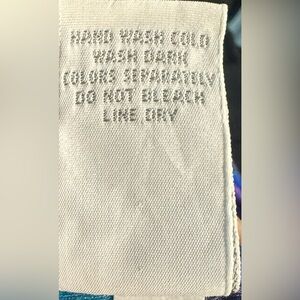 HAND WASH COLD
WASH DARK
COLORS SEPARATELY
DO NOT BLEACH
LINE DRY